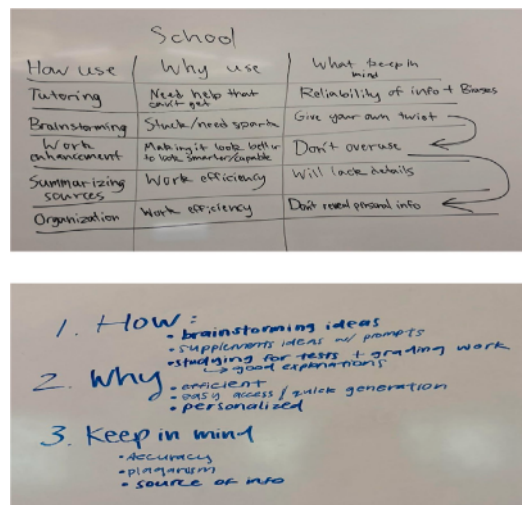 School
How use Why use What keep in mind
Tutoring Need help that can't get Reliability of info + Biases
Brainstorming Stuck/need spark Give your own twist
Work enhancement Making it look better or to look smarter/capable Don't overuse
Summarizing sources Work efficiency Will lack details
Organization Work efficiency Don't reveal personal info
1. How:
• brainstorming ideas
• supplements ideas w/ prompts
• studying for tests + grading work
↳ good explanations
2. Why
• efficient
• easy access / quick generation
• personalized
3. Keep in mind
• Accuracy
• plagarism
• source of info